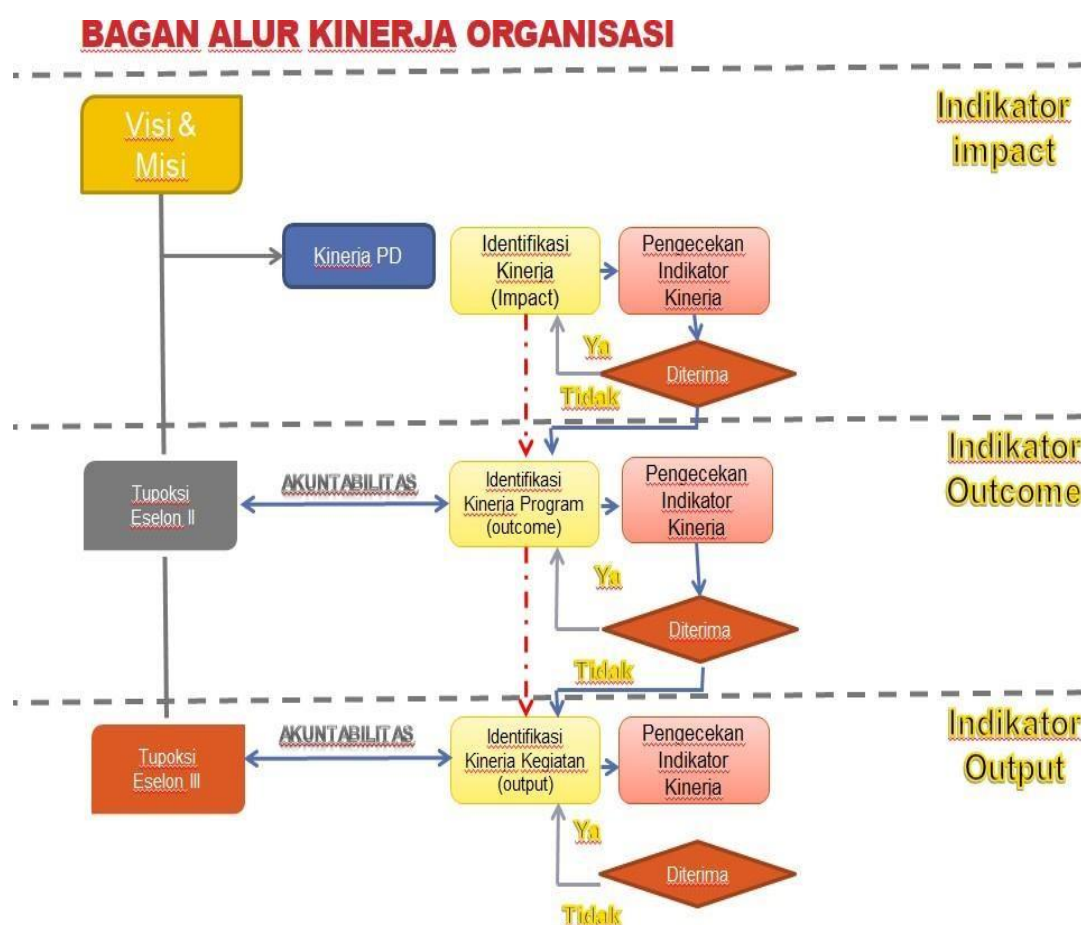 BAGAN ALUR KINERJA ORGANISASI
Visi &
Misi
Indikator
impact
Kinerja PD
Identifikasi
Kinerja
(Impact)
Pengecekan
Indikator
Kinerja
Ya
Diterima
Tidak
Indikator
Outcome
Tupoksi
Eselon II
AKUNTABILITAS
Identifikasi
Kinerja Program
(outcome)
Pengecekan
Indikator
Kinerja
Ya
Diterima
Tidak
Indikator
Output
Tupoksi
Eselon III
AKUNTABILITAS
Identifikasi
Kineria Kegiatan
(output)
Pengecekan
Indikator
Kinerja
Ya
Diterima
Tidak